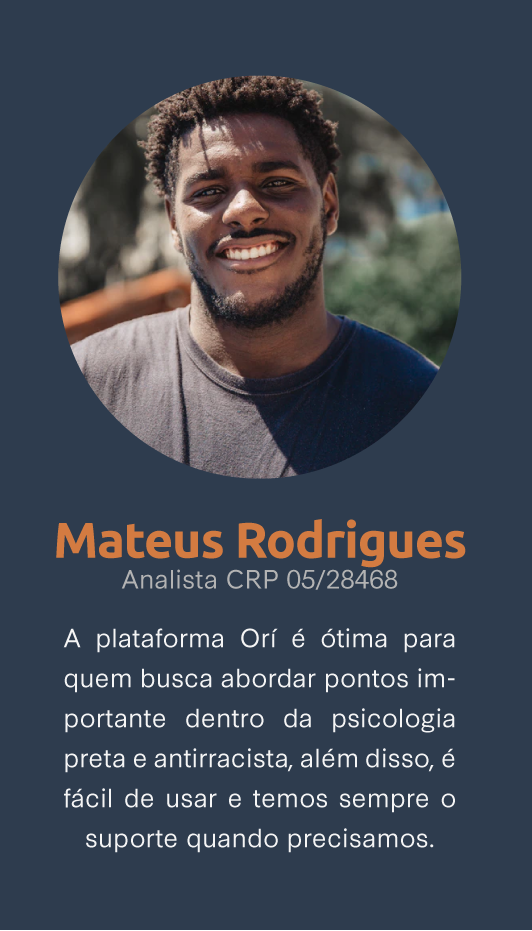 Mateus Rodrigues
Analista CRP 05/28468
A plataforma Orí é ótima para
quem busca abordar pontos im-
portante dentro da psicologia
preta e antirracista, além disso, é
fácil de usar e temos sempre o
suporte quando precisamos.